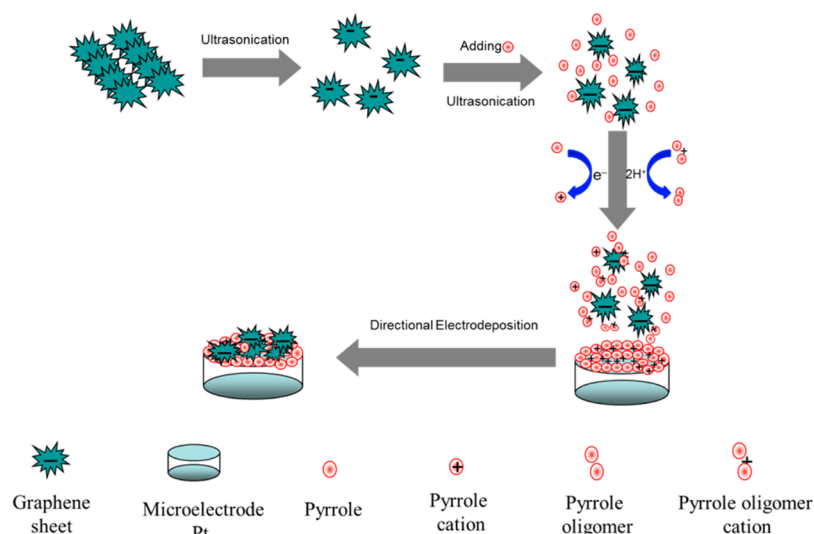 Ultrasonication
Adding
Ultrasonication
e⁻
2H⁺
Directional Electrodeposition
Graphene
sheet
Microelectrode
Pt
Pyrrole
Pyrrole
cation
Pyrrole
oligomer
Pyrrole oligomer
cation